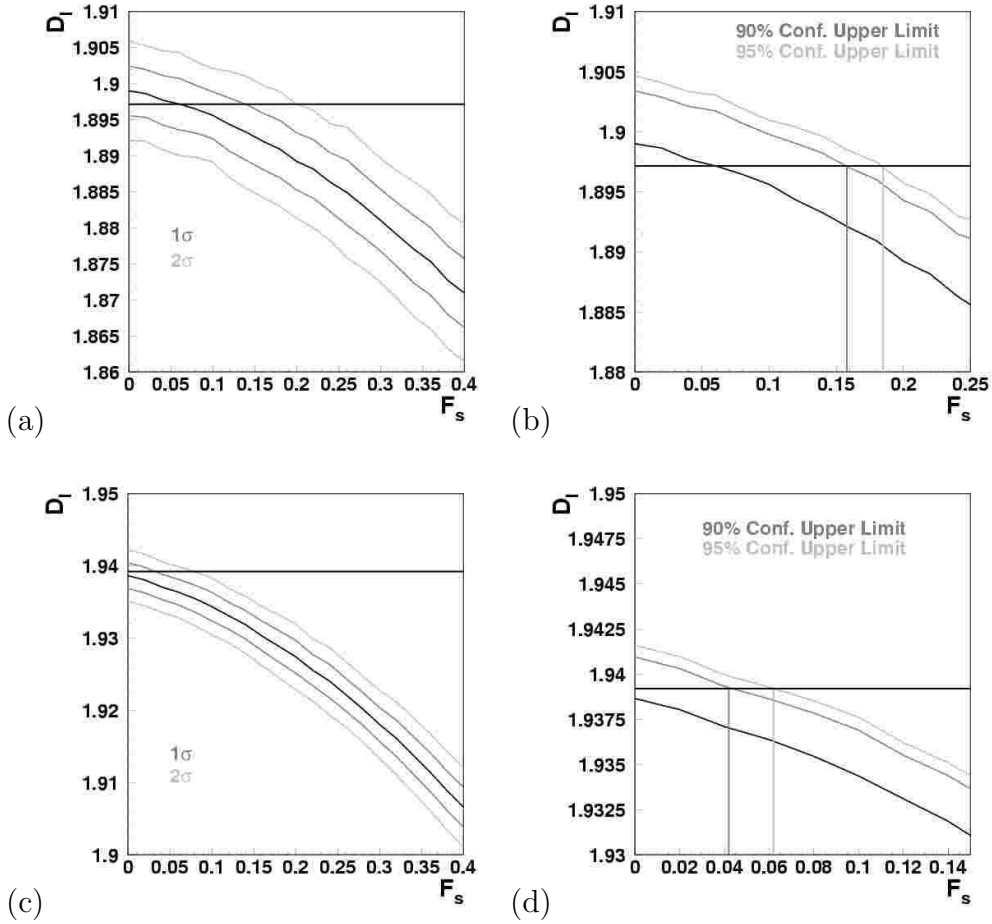 D_I
1.91
1.905
1.9
1.895
1.89
1.885
1.88
1.875
1.87
1.865
1.86
1σ
2σ
0 0.05 0.1 0.15 0.2 0.25 0.3 0.35 0.4
F_s
(a)
D_I
1.91
1.905
1.9
1.895
1.89
1.885
1.88
90% Conf. Upper Limit
95% Conf. Upper Limit
0 0.05 0.1 0.15 0.2 0.25
F_s
(b)
D_I
1.95
1.94
1.93
1.92
1.91
1.9
1σ
2σ
0 0.05 0.1 0.15 0.2 0.25 0.3 0.35 0.4
F_s
(c)
D_I
1.95
1.9475
1.945
1.9425
1.94
1.9375
1.935
1.9325
1.93
90% Conf. Upper Limit
95% Conf. Upper Limit
0 0.02 0.04 0.06 0.08 0.1 0.12 0.14
F_s
(d)